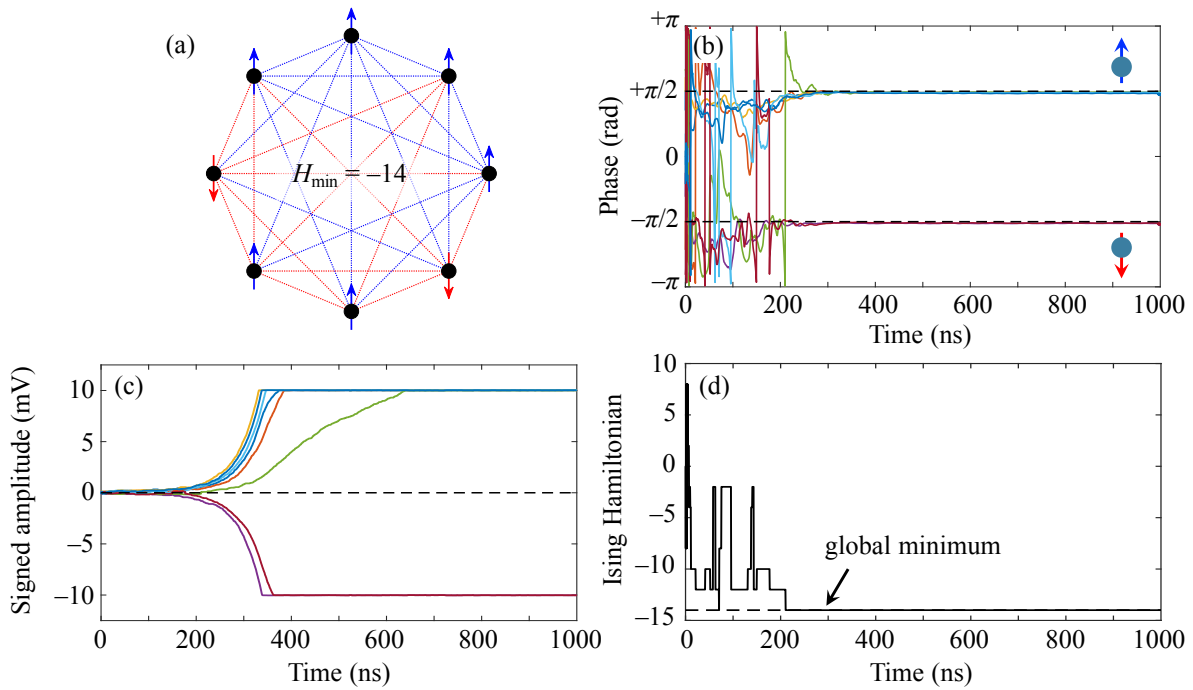 (a)
H_min = –14
(b)
Phase (rad)
+π
+π/2
0
–π/2
–π
0 200 400 600 800 1000
Time (ns)
(c)
Signed amplitude (mV)
10
5
0
–5
–10
0 200 400 600 800 1000
Time (ns)
(d)
Ising Hamiltonian
10
5
0
–5
–10
–15
global minimum
0 200 400 600 800 1000
Time (ns)